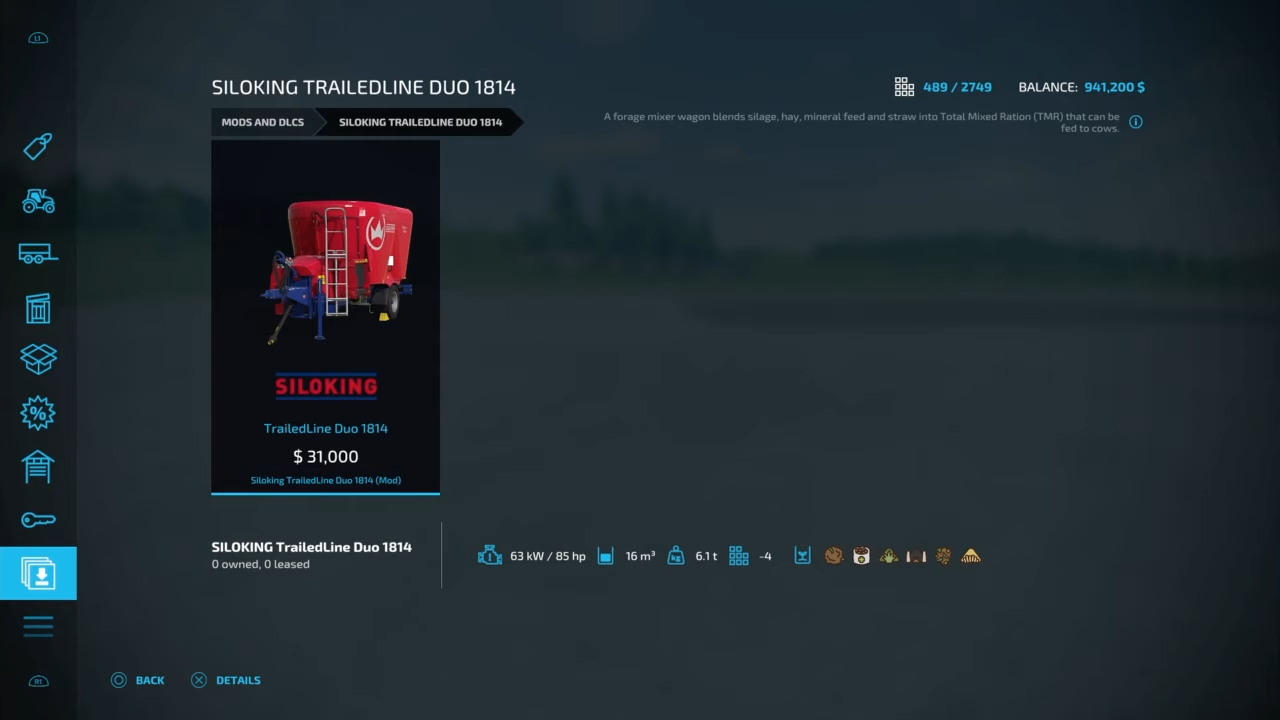 L1
SILOKING TRAILEDLINE DUO 1814
489 / 2749
BALANCE: 941,200 $
MODS AND DLCS
SILOKING TRAILEDLINE DUO 1814
A forage mixer wagon blends silage, hay, mineral feed and straw into Total Mixed Ration (TMR) that can be
fed to cows.
SILOKING
TrailedLine Duo 1814
$ 31,000
Siloking TrailedLine Duo 1814 (Mod)
SILOKING TrailedLine Duo 1814
0 owned, 0 leased
63 kW / 85 hp
16 m³
kg
6.1 t
-4
BACK
DETAILS
R1